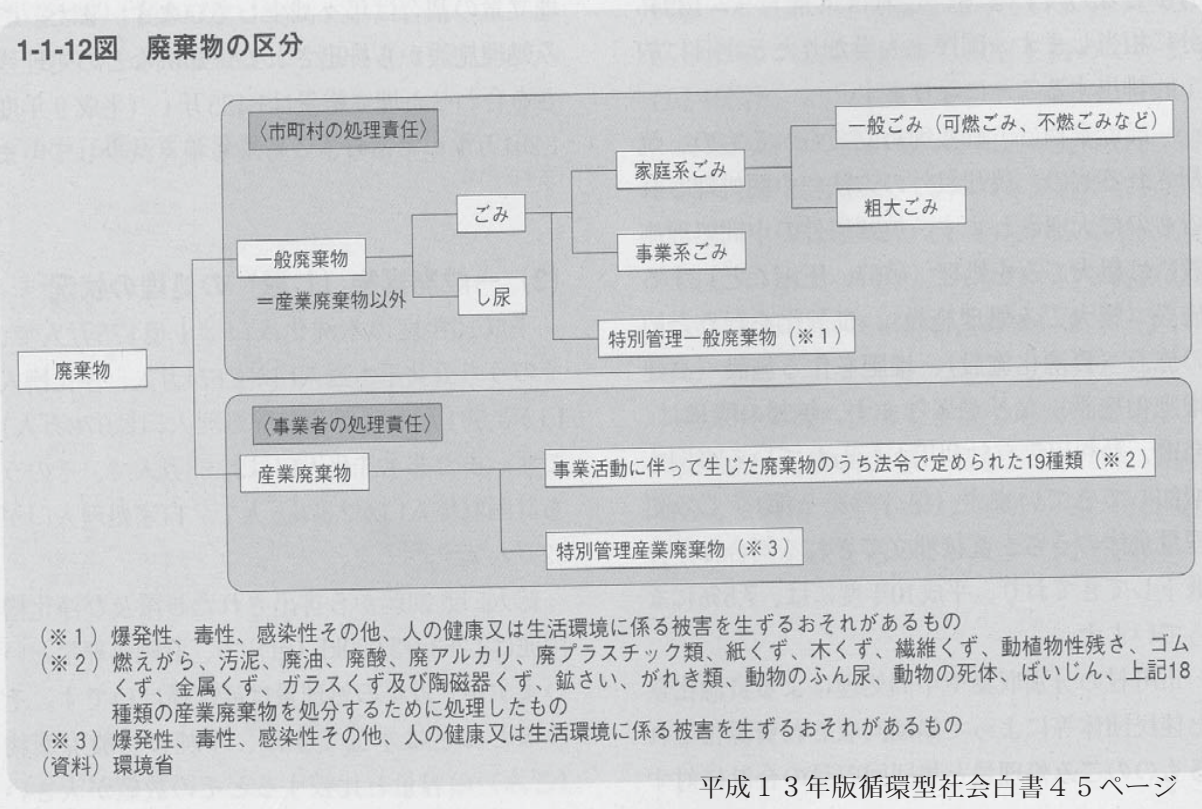 1-1-12図　廃棄物の区分
〈市町村の処理責任〉
一般ごみ（可燃ごみ、不燃ごみなど）
家庭系ごみ
ごみ
粗大ごみ
事業系ごみ
一般廃棄物
＝産業廃棄物以外
し尿
特別管理一般廃棄物（※１）
廃棄物
〈事業者の処理責任〉
産業廃棄物
事業活動に伴って生じた廃棄物のうち法令で定められた19種類（※２）
特別管理産業廃棄物（※３）
（※１）爆発性、毒性、感染性その他、人の健康又は生活環境に係る被害を生ずるおそれがあるもの
（※２）燃えがら、汚泥、廃油、廃酸、廃アルカリ、廃プラスチック類、紙くず、木くず、繊維くず、動植物性残さ、ゴム
くず、金属くず、ガラスくず及び陶磁器くず、鉱さい、がれき類、動物のふん尿、動物の死体、ばいじん、上記18
種類の産業廃棄物を処分するために処理したもの
（※３）爆発性、毒性、感染性その他、人の健康又は生活環境に係る被害を生ずるおそれがあるもの
（資料）環境省
平成１３年版循環型社会白書４５ページ